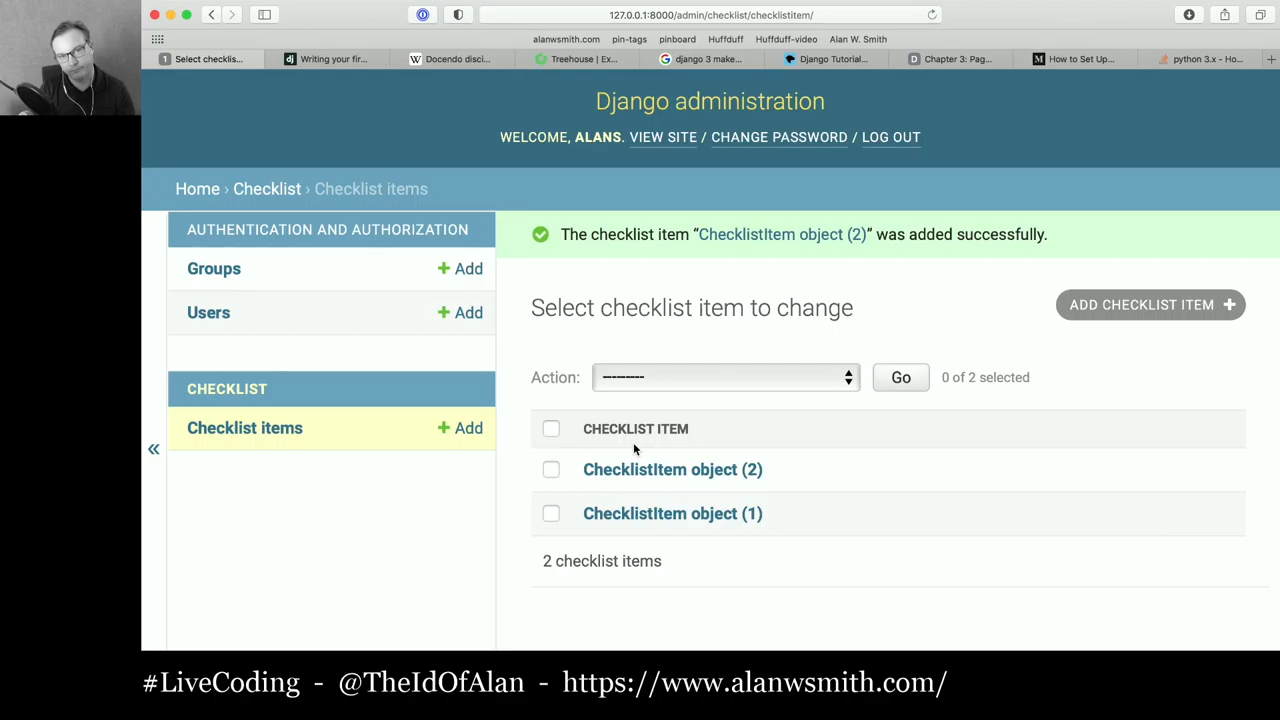 127.0.0.1:8000/admin/checklist/checklistitem/
alanwsmith.com pin-tags pinboard Huffduff Huffduff-video Alan W. Smith
1 Select checklis... Writing your fir... Docendo disci... Treehouse | Ex... django 3 make... Django Tutorial... Chapter 3: Pag... How to Set Up... python 3.x - Ho...
Django administration
WELCOME, ALANS. VIEW SITE / CHANGE PASSWORD / LOG OUT
Home › Checklist › Checklist items
AUTHENTICATION AND AUTHORIZATION
Groups + Add
Users + Add
CHECKLIST
Checklist items + Add
«
The checklist item “ChecklistItem object (2)” was added successfully.
Select checklist item to change
ADD CHECKLIST ITEM +
Action: --------- Go 0 of 2 selected
CHECKLIST ITEM
ChecklistItem object (2)
ChecklistItem object (1)
2 checklist items
#LiveCoding - @TheIdOfAlan - https://www.alanwsmith.com/